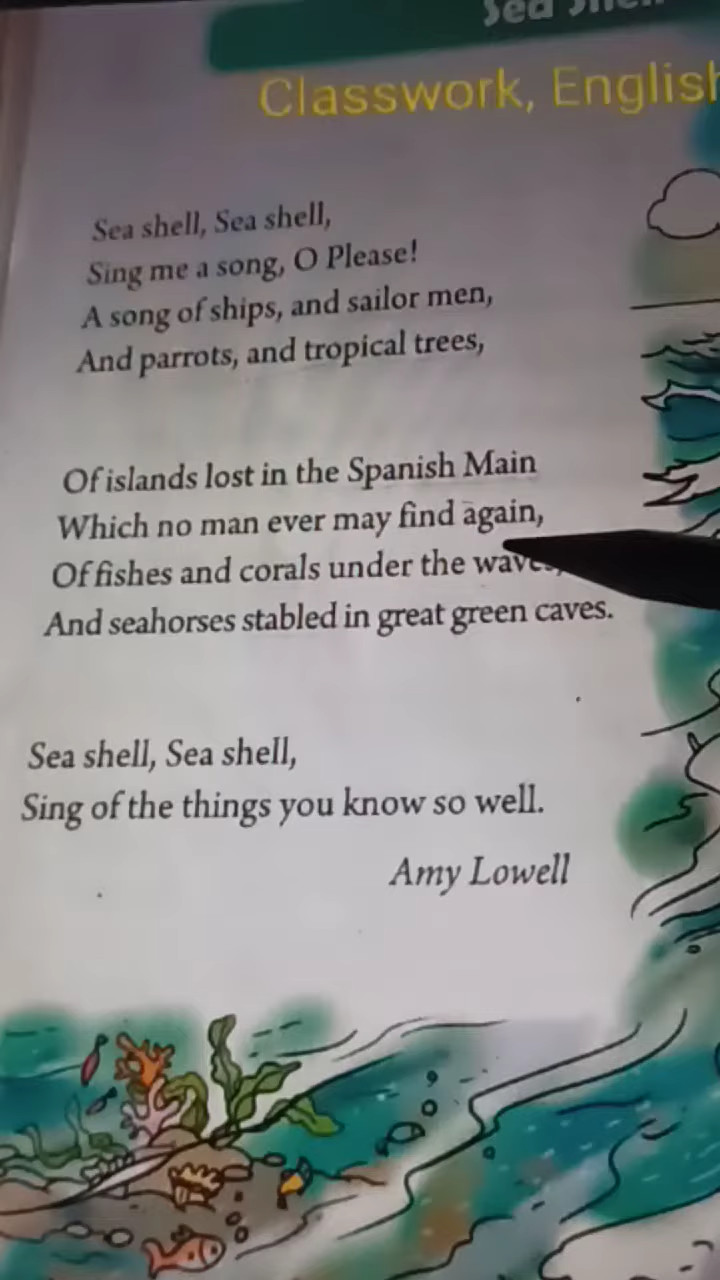 Sea Shell
Classwork, English
Sea shell, Sea shell,
Sing me a song, O Please!
A song of ships, and sailor men,
And parrots, and tropical trees,
Of islands lost in the Spanish Main
Which no man ever may find again,
Of fishes and corals under the waves,
And seahorses stabled in great green caves.
Sea shell, Sea shell,
Sing of the things you know so well.
Amy Lowell